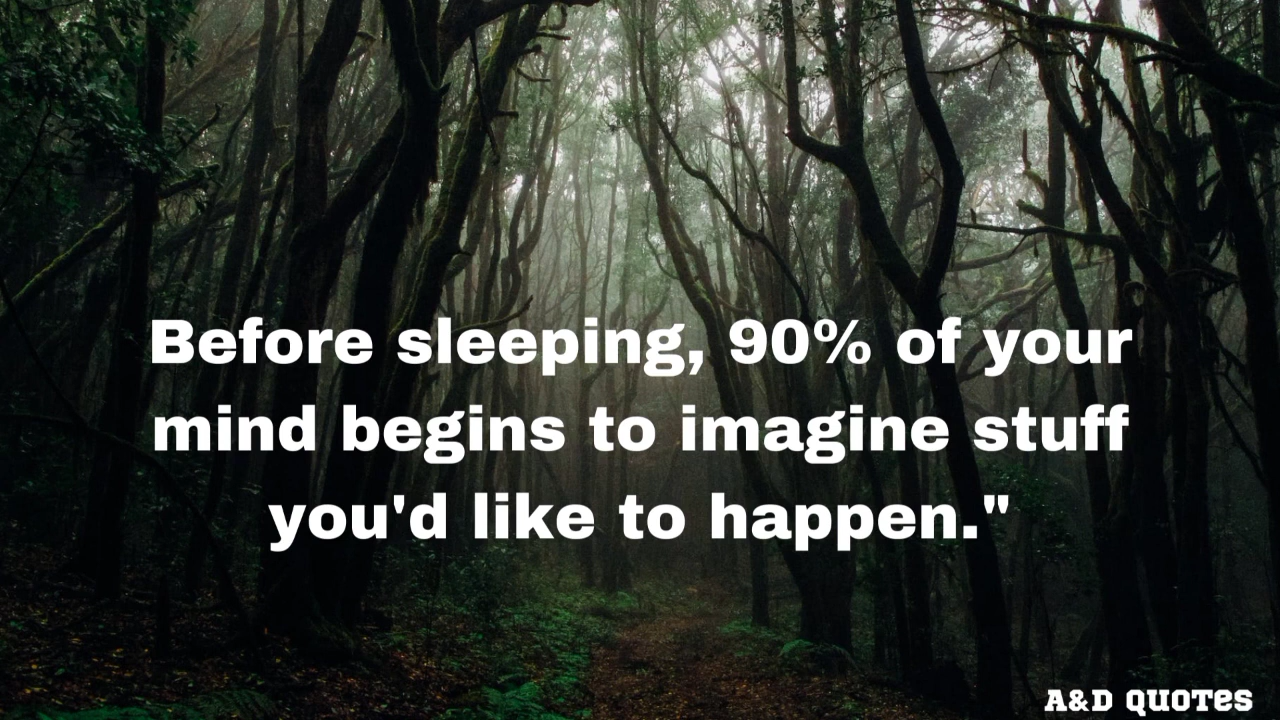 Before sleeping, 90% of your
mind begins to imagine stuff
you'd like to happen."
A&D QUOTES